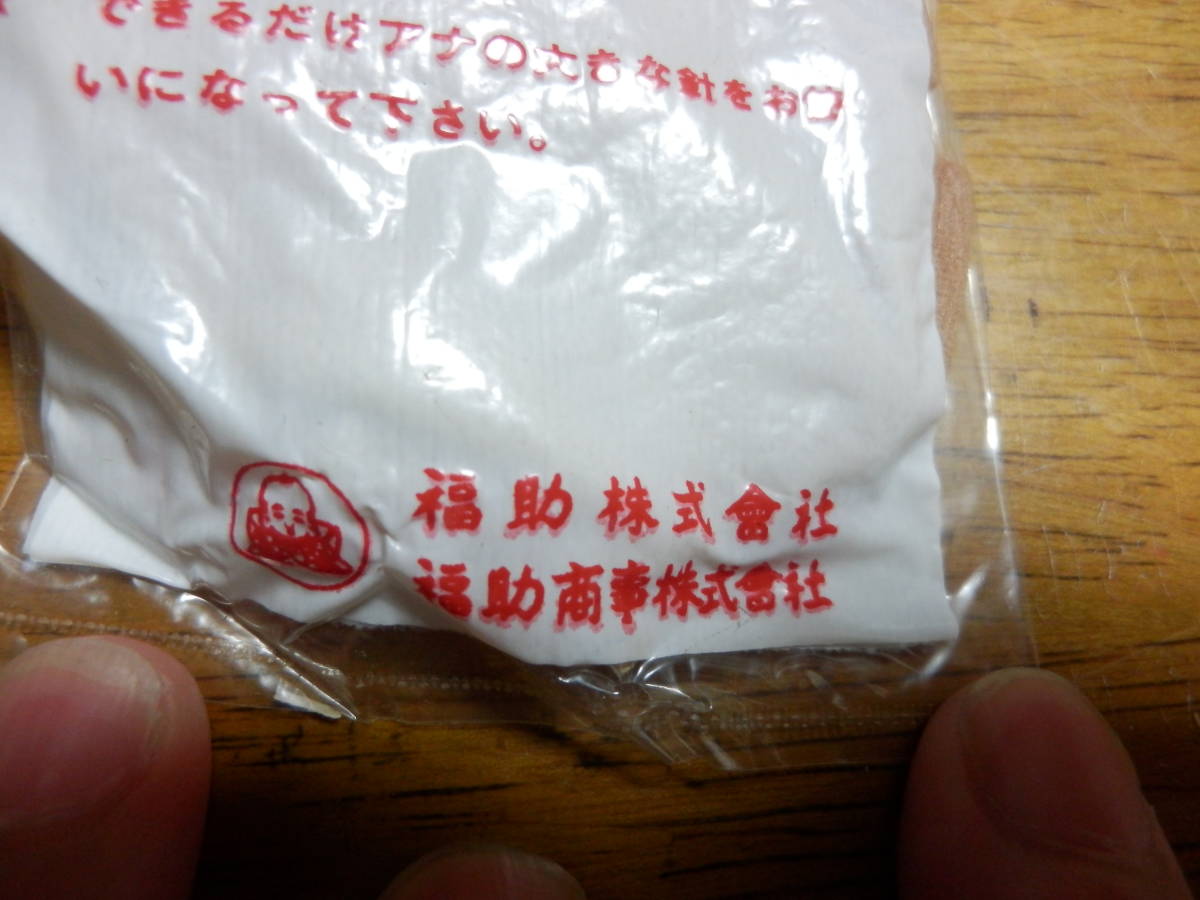 できるだけアナの大きな針をお
いになって下さい。
福助株式會社
福助商事株式會社